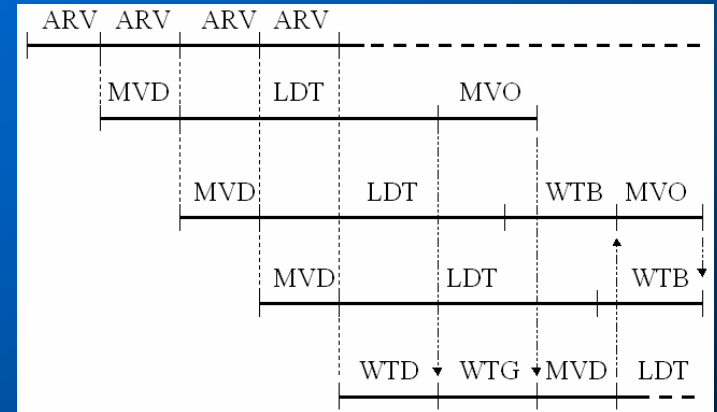 ARV ARV ARV ARV
MVD LDT MVO
MVD LDT WTB MVO
MVD LDT WTB
WTD WTG MVD LDT